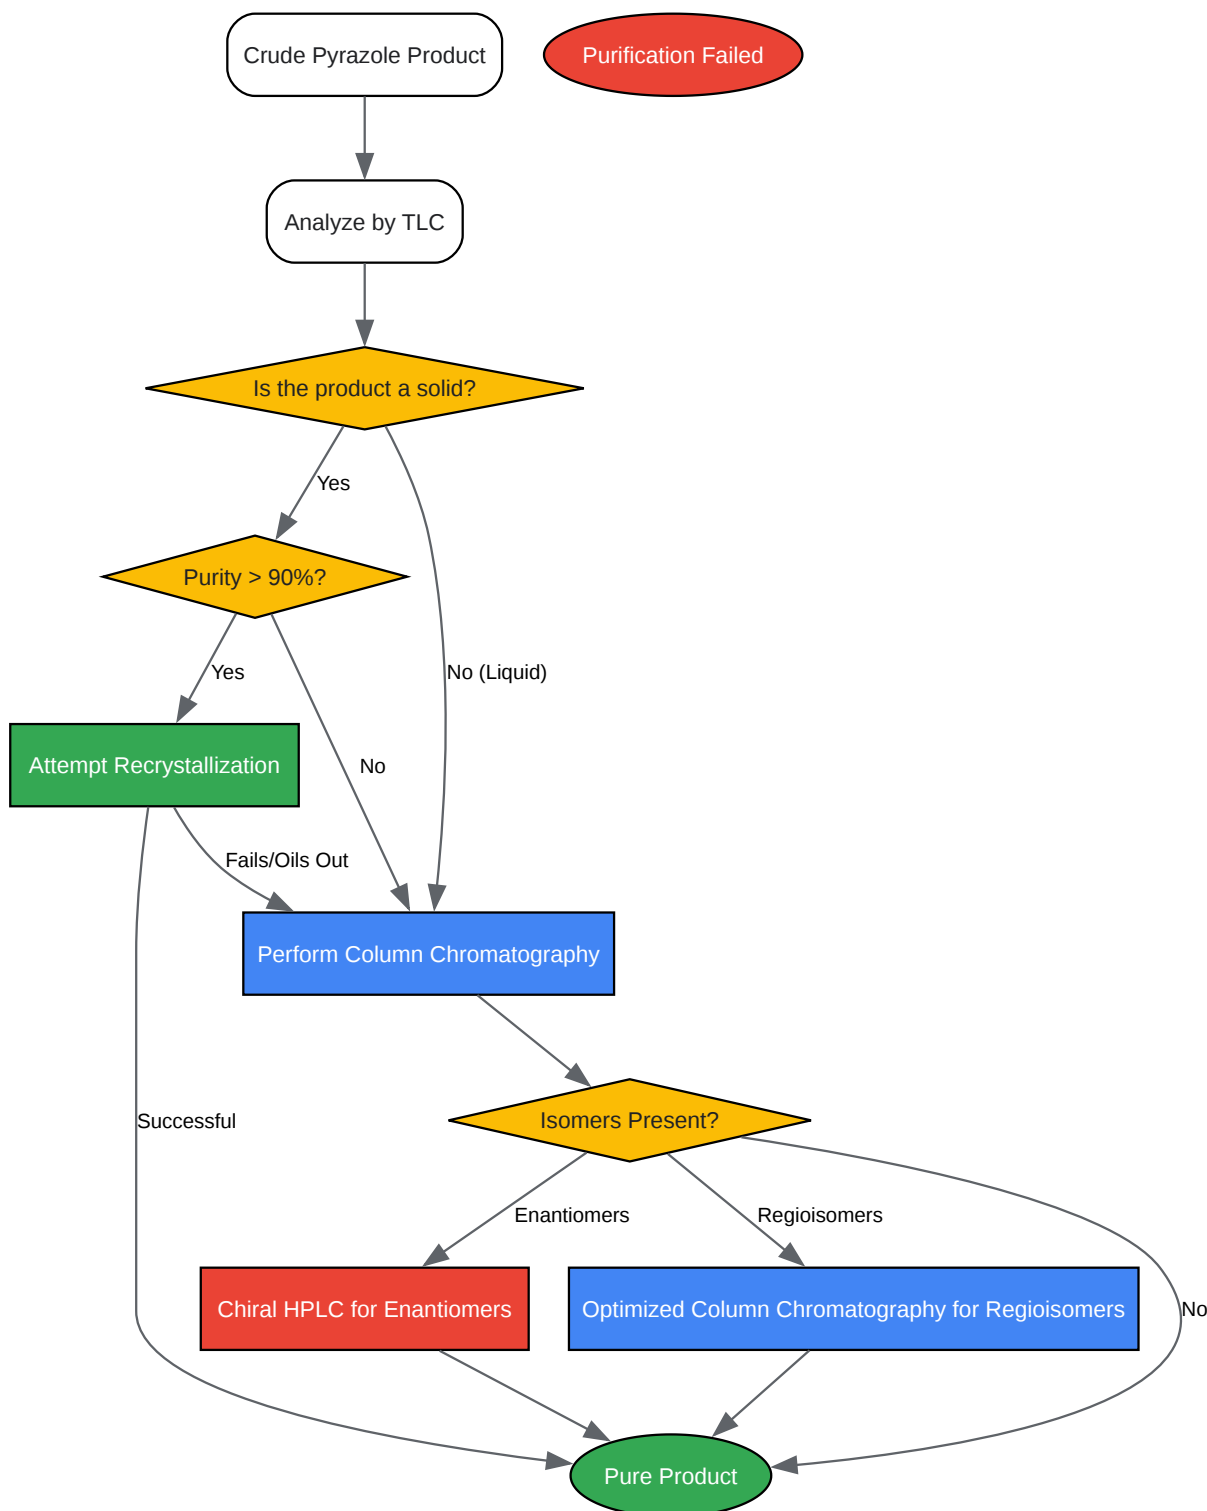 Crude Pyrazole Product
Purification Failed
Analyze by TLC
Is the product a solid?
Yes
Purity > 90%?
Yes
No (Liquid)
Attempt Recrystallization
No
Fails/Oils Out
Perform Column Chromatography
Successful
Isomers Present?
Enantiomers
Regioisomers
Chiral HPLC for Enantiomers
Optimized Column Chromatography for Regioisomers
No
Pure Product